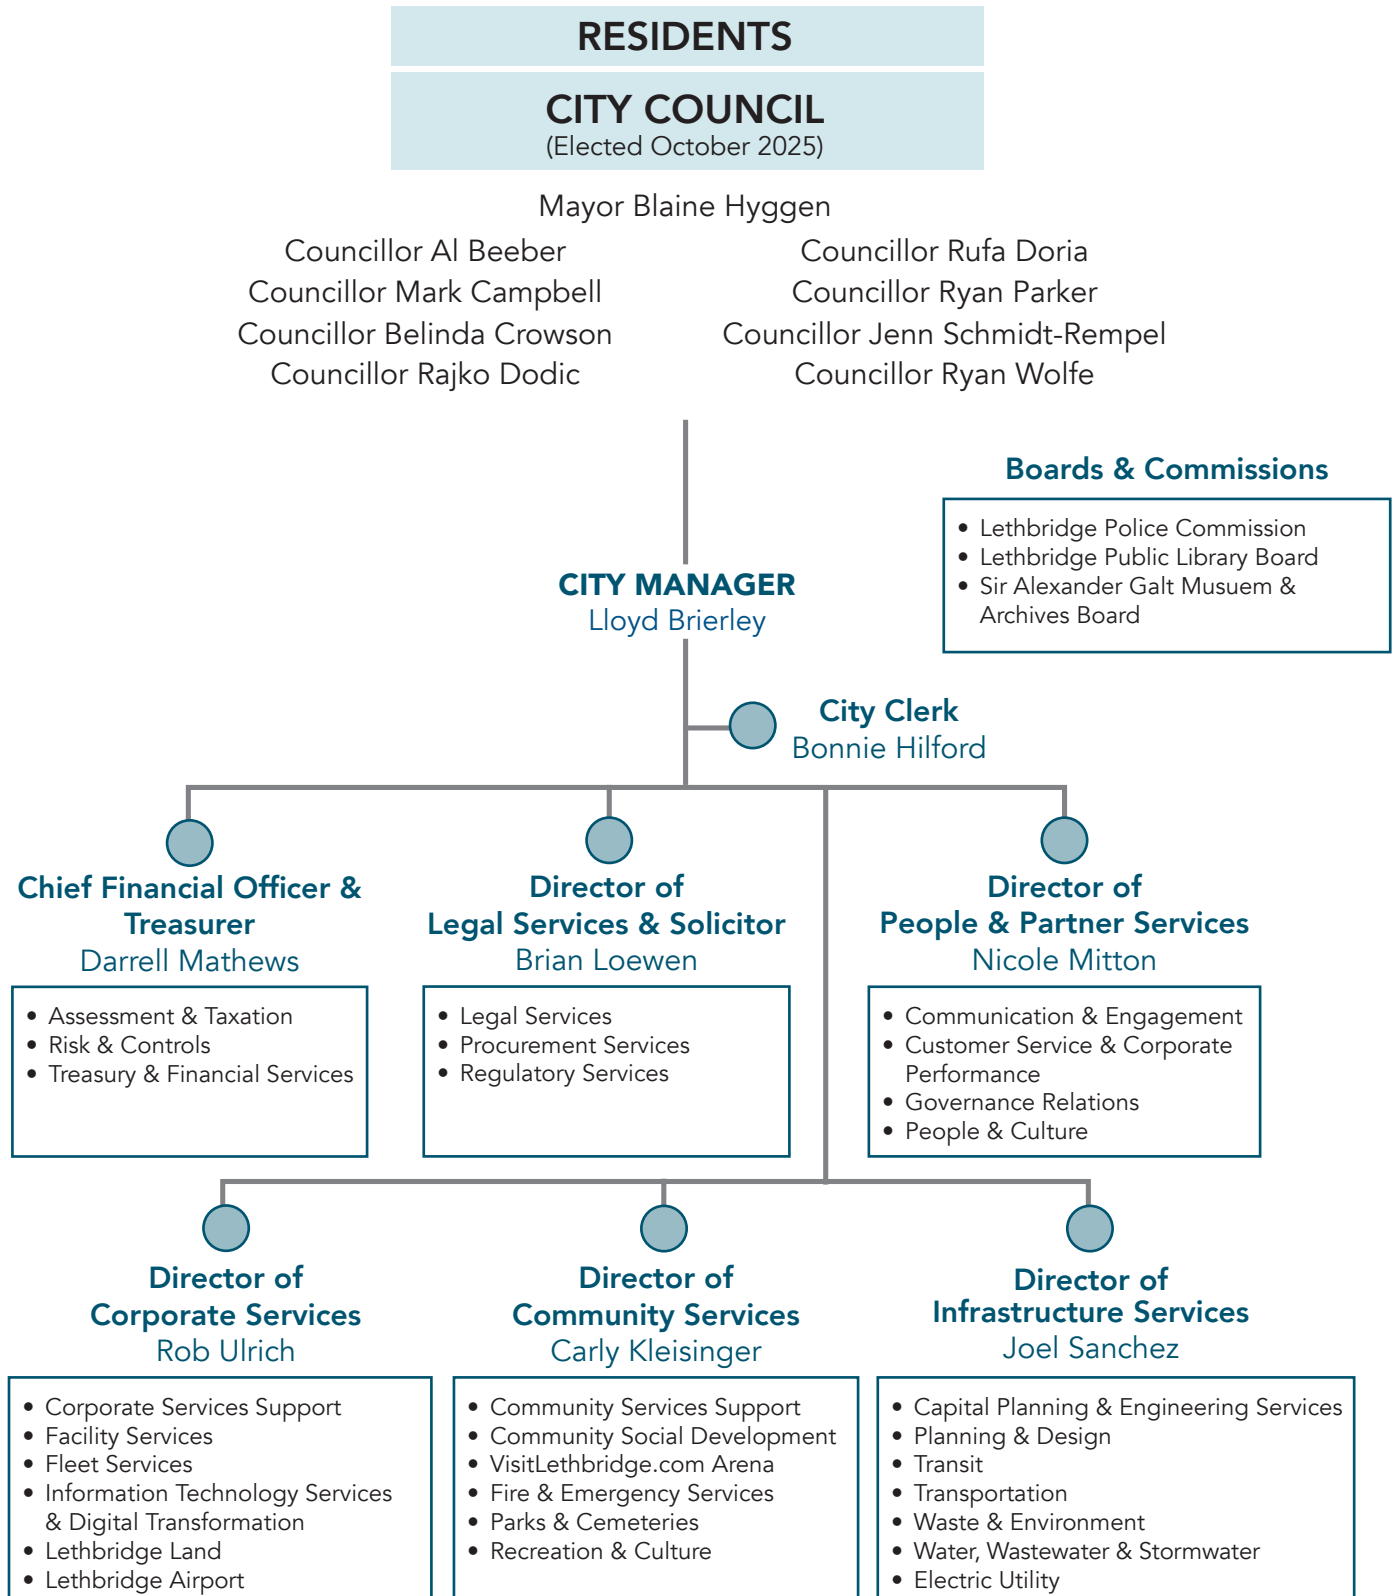 RESIDENTS
CITY COUNCIL
(Elected October 2025)
Mayor Blaine Hyggen
Councillor Al Beeber
Councillor Mark Campbell
Councillor Belinda Crowson
Councillor Rajko Dodic
Councillor Rufa Doria
Councillor Ryan Parker
Councillor Jenn Schmidt-Rempel
Councillor Ryan Wolfe
Boards & Commissions
• Lethbridge Police Commission
• Lethbridge Public Library Board
• Sir Alexander Galt Musuem &
Archives Board
CITY MANAGER
Lloyd Brierley
City Clerk
Bonnie Hilford
Chief Financial Officer &
Treasurer
Darrell Mathews
• Assessment & Taxation
• Risk & Controls
• Treasury & Financial Services
Director of
Legal Services & Solicitor
Brian Loewen
• Legal Services
• Procurement Services
• Regulatory Services
Director of
People & Partner Services
Nicole Mitton
• Communication & Engagement
• Customer Service & Corporate
Performance
• Governance Relations
• People & Culture
Director of
Corporate Services
Rob Ulrich
• Corporate Services Support
• Facility Services
• Fleet Services
• Information Technology Services
& Digital Transformation
• Lethbridge Land
• Lethbridge Airport
Director of
Community Services
Carly Kleisinger
• Community Services Support
• Community Social Development
• VisitLethbridge.com Arena
• Fire & Emergency Services
• Parks & Cemeteries
• Recreation & Culture
Director of
Infrastructure Services
Joel Sanchez
• Capital Planning & Engineering Services
• Planning & Design
• Transit
• Transportation
• Waste & Environment
• Water, Wastewater & Stormwater
• Electric Utility